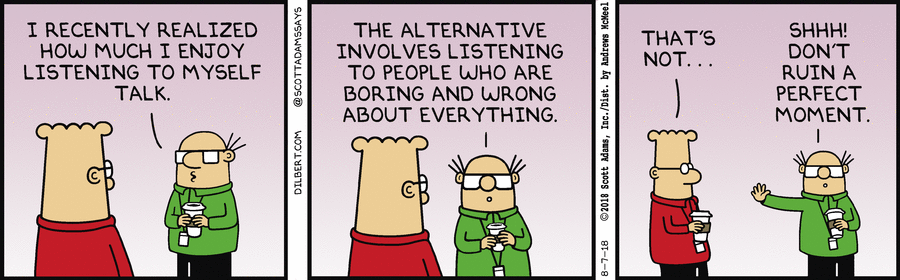 I RECENTLY REALIZED
HOW MUCH I ENJOY
LISTENING TO MYSELF
TALK.
DILBERT.COM @SCOTTADAMSSAYS
THE ALTERNATIVE
INVOLVES LISTENING
TO PEOPLE WHO ARE
BORING AND WRONG
ABOUT EVERYTHING.
8-7-18 ©2018 Scott Adams, Inc./Dist. by Andrews McMeel
THAT'S
NOT...
SHHH!
DON'T
RUIN A
PERFECT
MOMENT.